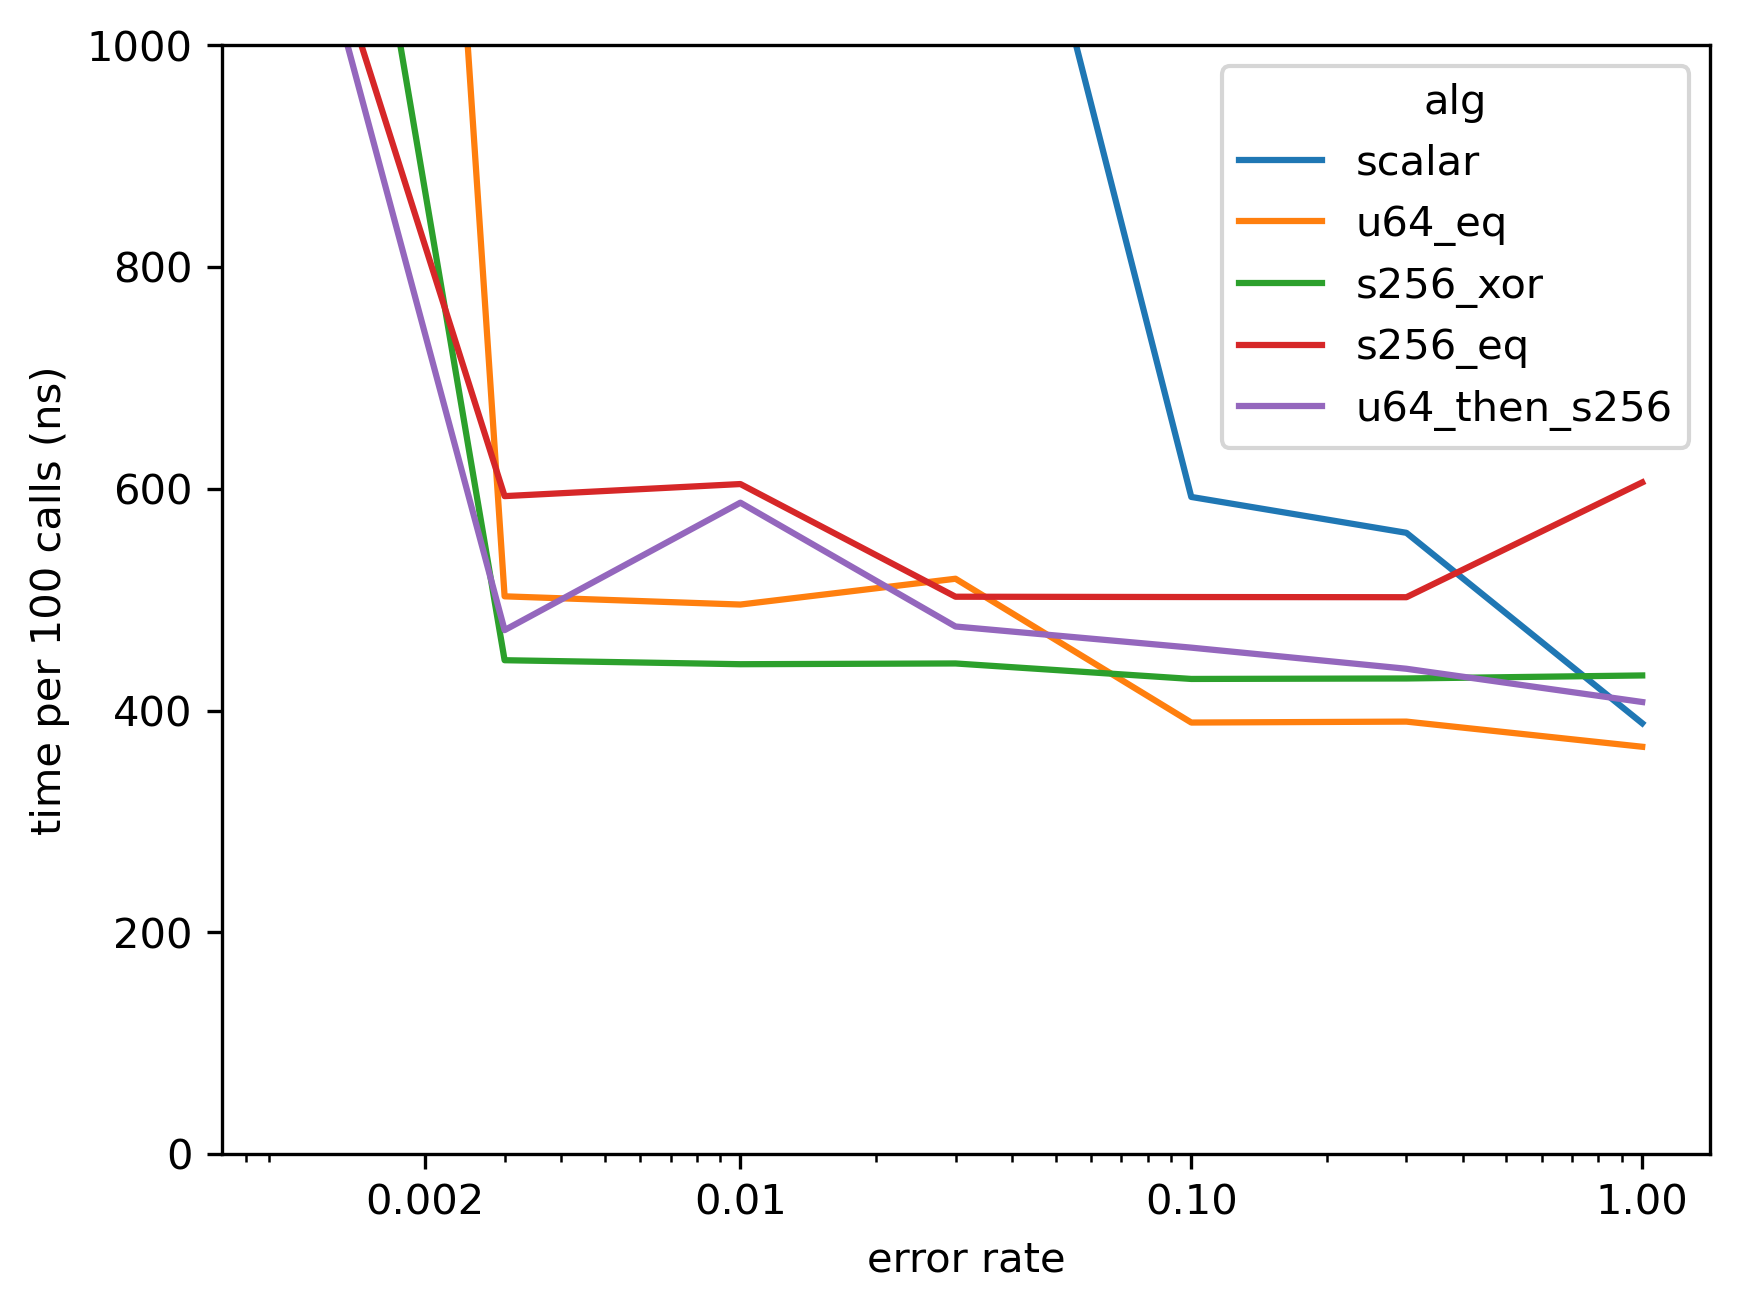 1000
800
600
400
200
0
time per 100 calls (ns)
alg
scalar
u64_eq
s256_xor
s256_eq
u64_then_s256
0.002
0.01
0.10
1.00
error rate